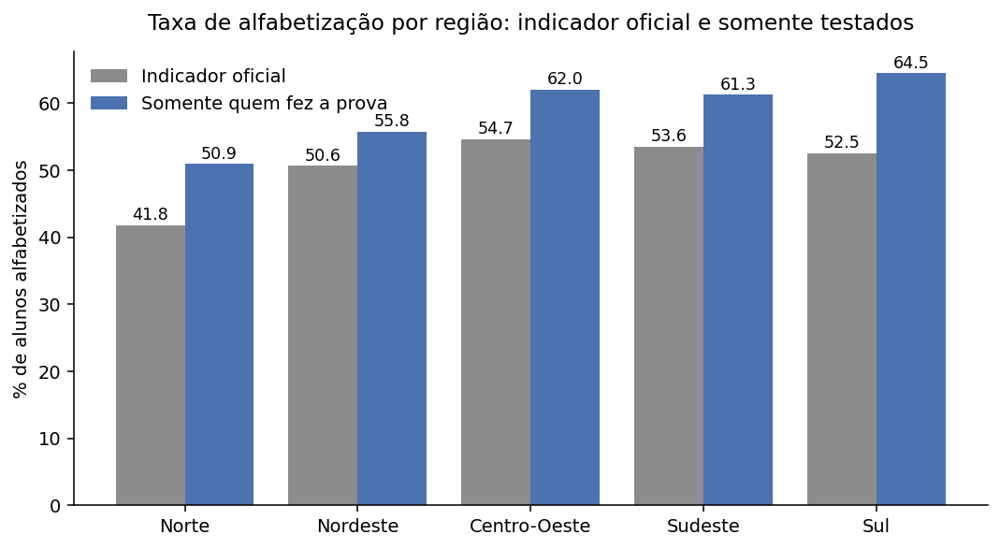 Taxa de alfabetização por região: indicador oficial e somente testados
Indicador oficial
Somente quem fez a prova
% de alunos alfabetizados
60
50
40
30
20
10
0
41.8
50.9
50.6
55.8
54.7
62.0
53.6
61.3
52.5
64.5
Norte
Nordeste
Centro-Oeste
Sudeste
Sul